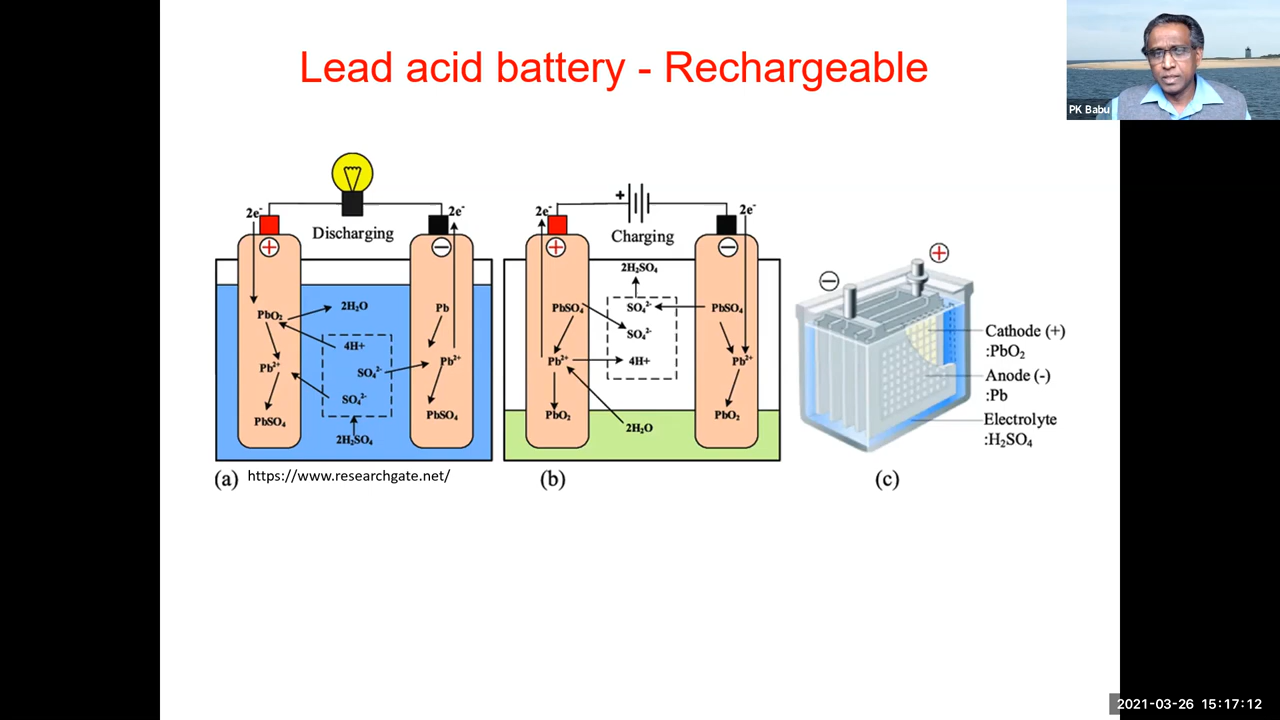 Lead acid battery - Rechargeable
PK Babu
2e⁻
2e⁻
Discharging
+
−
PbO₂
2H₂O
Pb
4H+
Pb²⁺
SO₄²⁻
Pb²⁺
SO₄²⁻
PbSO₄
PbSO₄
2H₂SO₄
(a) https://www.researchgate.net/
+
2e⁻
2e⁻
Charging
+
−
2H₂SO₄
PbSO₄
SO₄²⁻
PbSO₄
SO₄²⁻
Pb²⁺
4H+
Pb²⁺
PbO₂
PbO₂
2H₂O
(b)
+
−
Cathode (+)
:PbO₂
Anode (-)
:Pb
Electrolyte
:H₂SO₄
(c)
2021-03-26 15:17:12